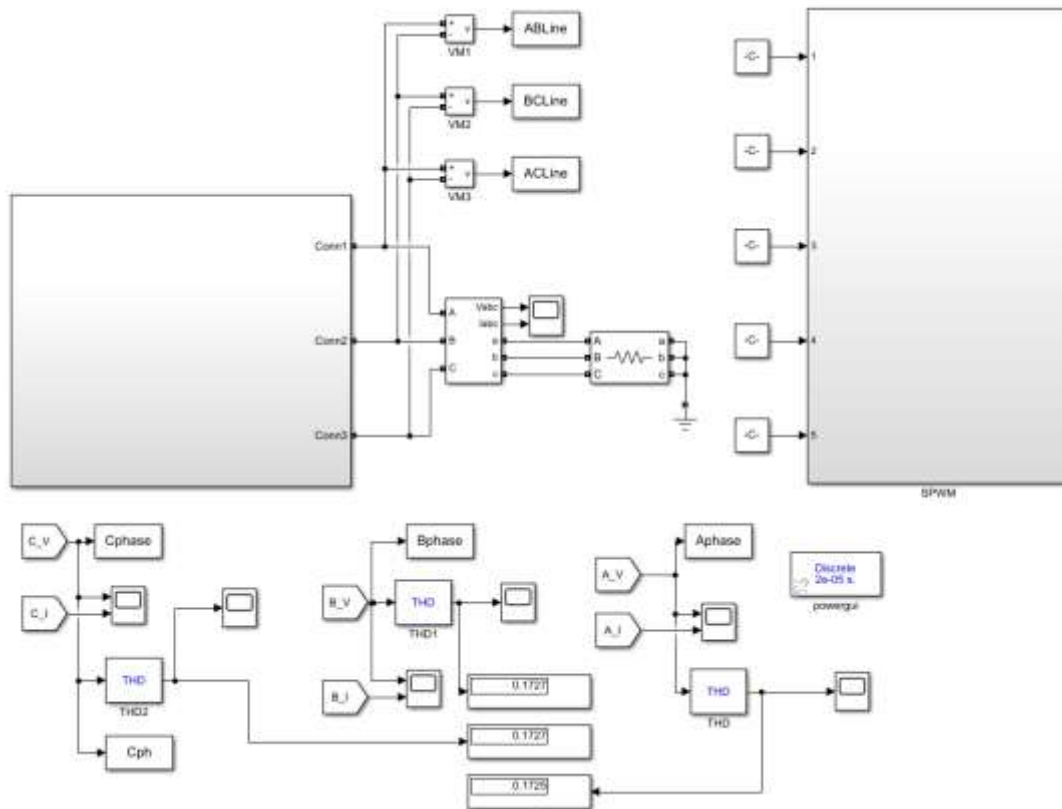 ABLine
VM1
BCLine
VM2
ACLine
VM3
+
-
v
+
-
v
+
-
v
-C-
1
-C-
2
-C-
3
-C-
4
-C-
5
SPWM
Conn1
Conn2
Conn3
A
B
C
Vabc
Iabc
a
b
c
A
B
C
a
b
c
C_V
Cphase
C_I
THD
THD2
Cph
Bphase
B_V
THD
THD1
B_I
0.1727
0.1727
0.1725
Aphase
A_V
A_I
THD
THD
Discrete
2e-05 s.
powergui